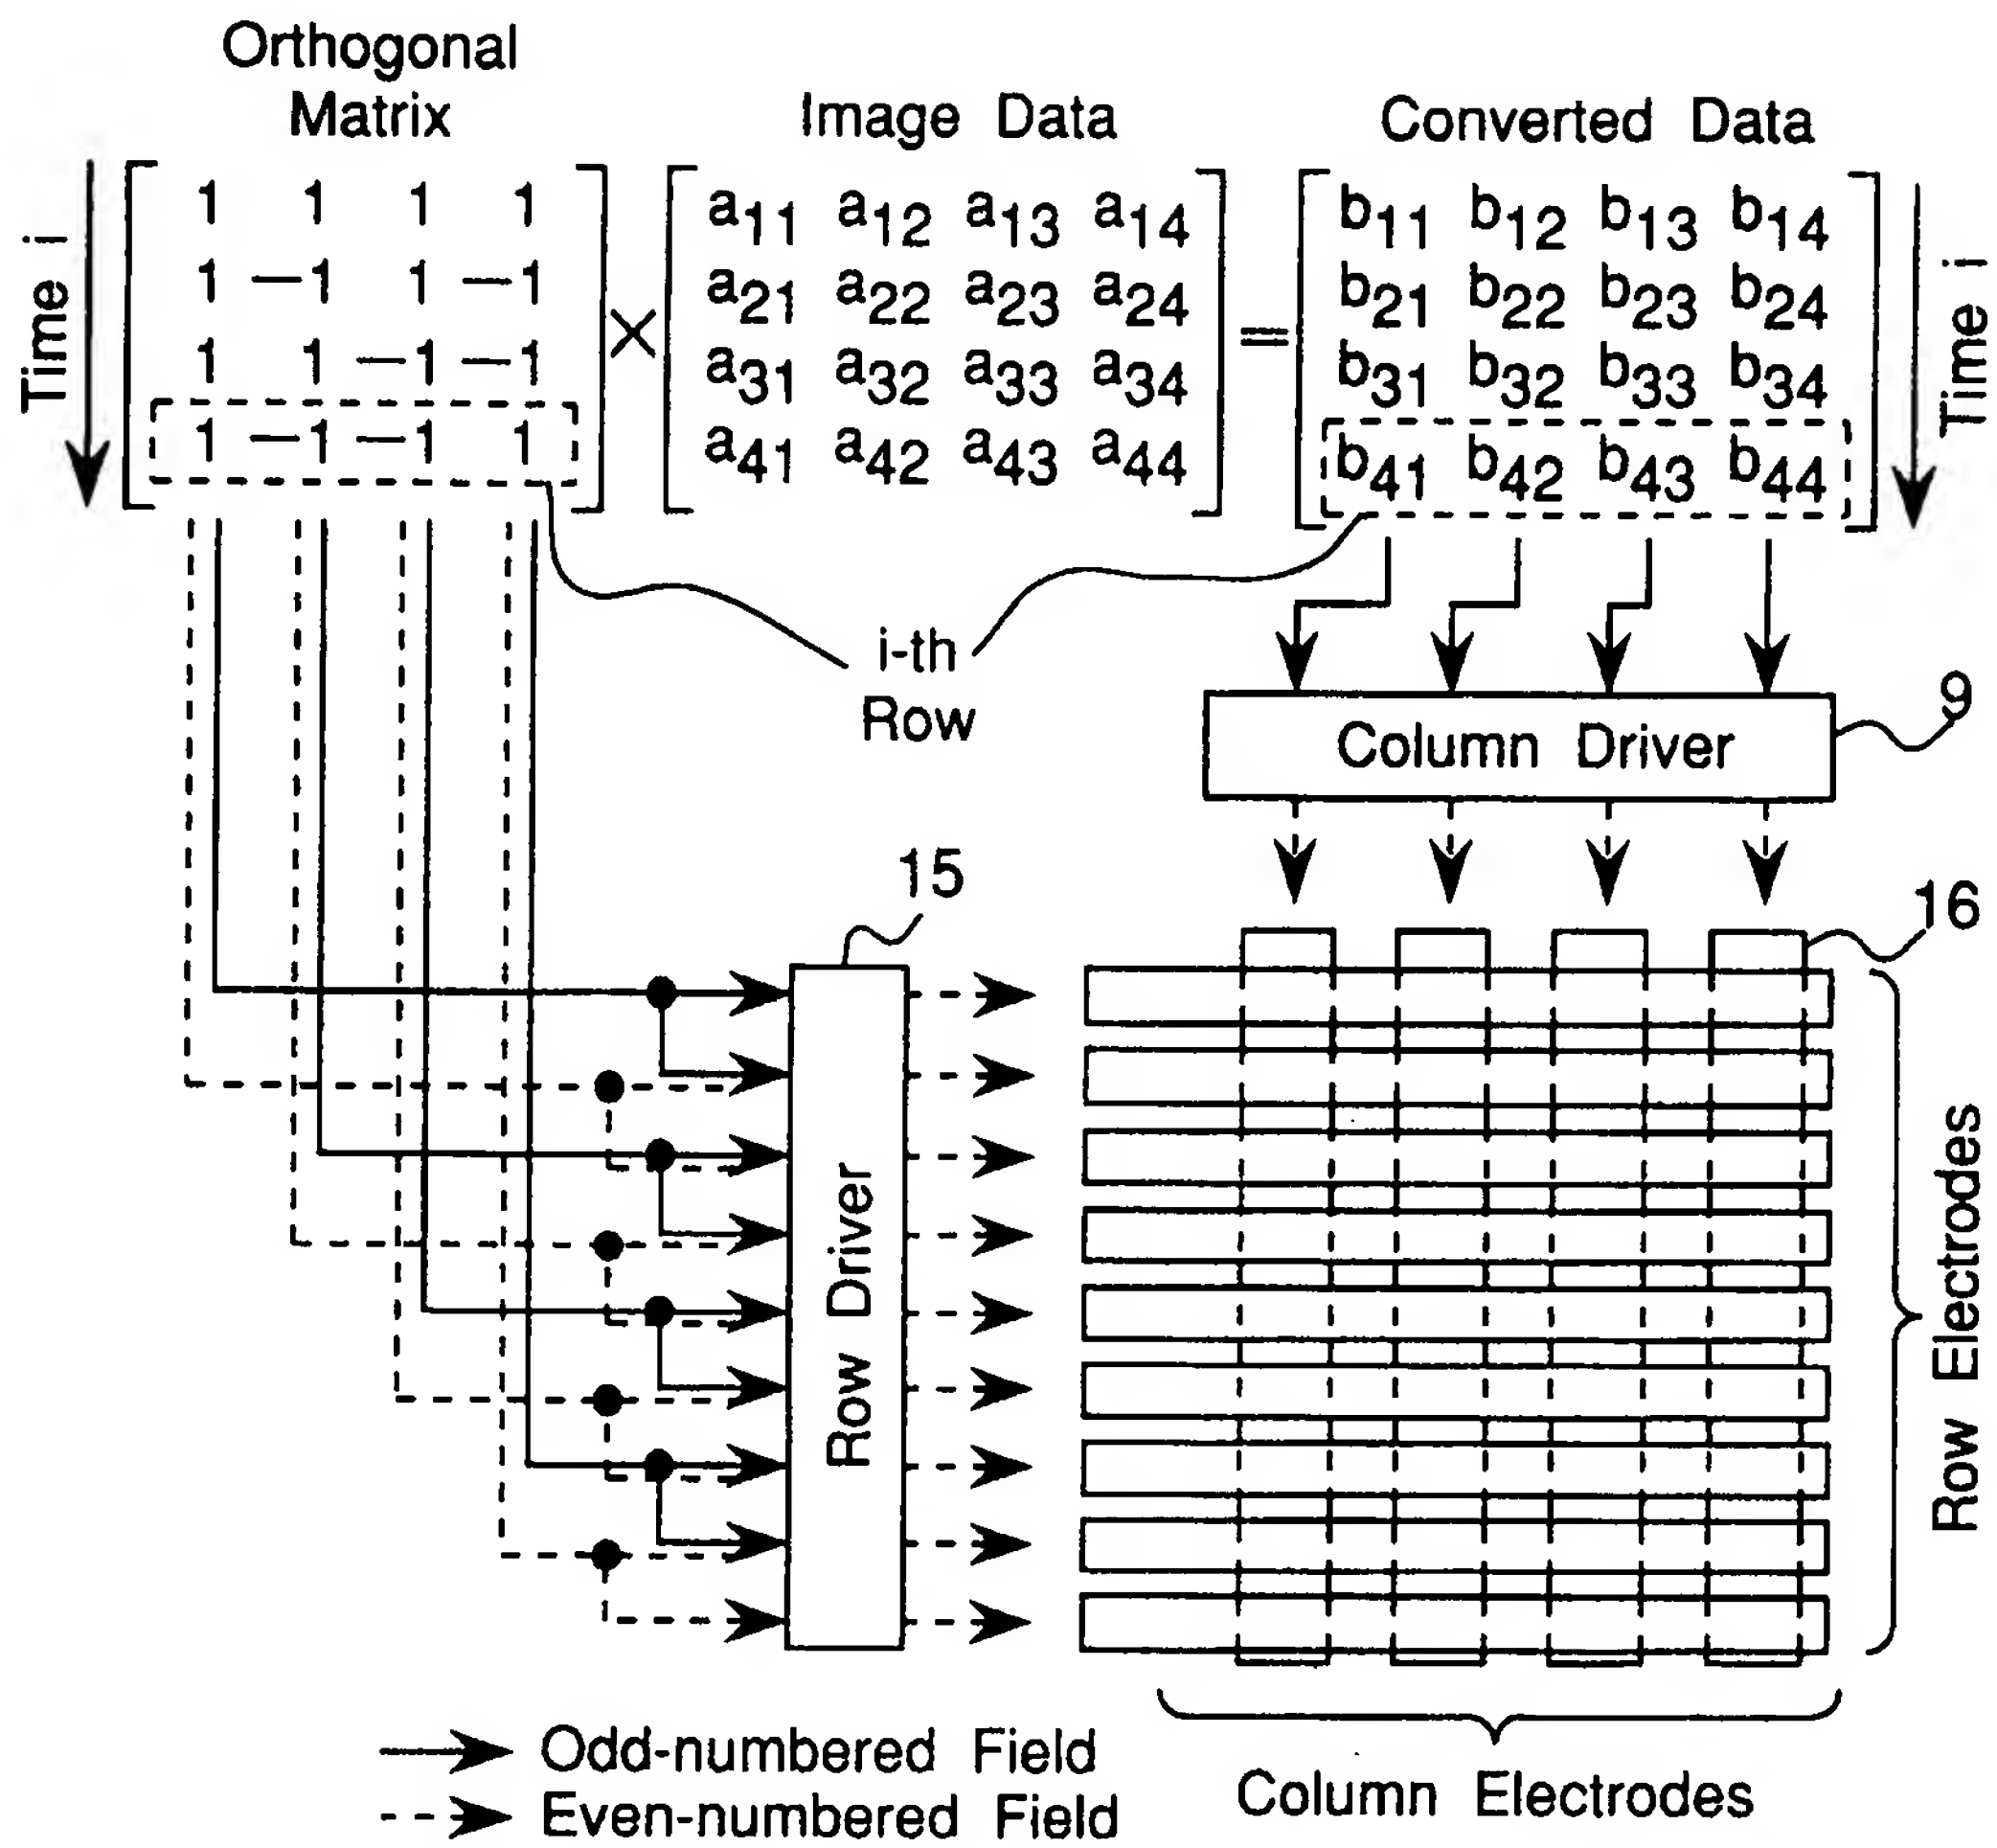 Orthogonal
Matrix
Image Data
Converted Data
Time i
1 1 1 1
1 —1 1 —1
1 1 —1 —1
1 —1 —1 1
×
a11 a12 a13 a14
a21 a22 a23 a24
a31 a32 a33 a34
a41 a42 a43 a44
=
b11 b12 b13 b14
b21 b22 b23 b24
b31 b32 b33 b34
b41 b42 b43 b44
Time i
i-th
Row
Column Driver
9
15
16
Row Driver
Row Electrodes
Column Electrodes
Odd-numbered Field
Even-numbered Field